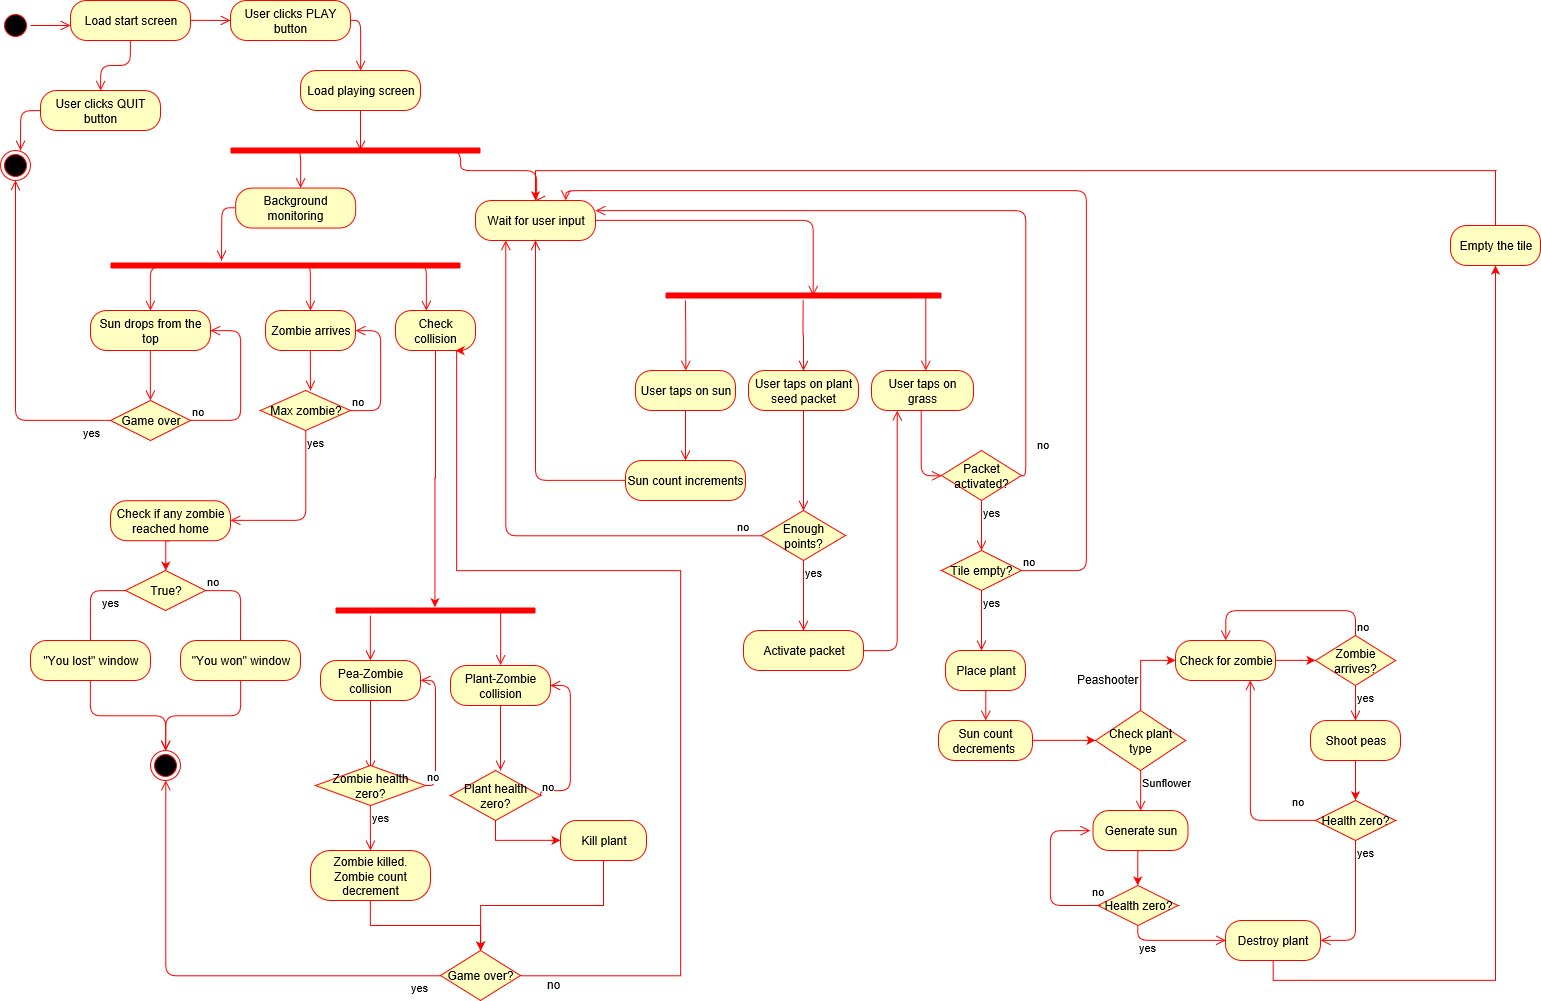 Load start screen
User clicks PLAY
button
User clicks QUIT
button
Load playing screen
Background
monitoring
Wait for user input
Empty the tile
Sun drops from the
top
Zombie arrives
Check
collision
Game over
no
yes
Max zombie?
no
yes
User taps on sun
User taps on plant
seed packet
User taps on
grass
Sun count increments
Packet
activated?
no
yes
Enough
points?
no
yes
Tile empty?
no
yes
Activate packet
Check if any zombie
reached home
True?
yes
no
"You lost" window
"You won" window
Pea-Zombie
collision
Plant-Zombie
collision
Zombie health
zero?
no
yes
Plant health
zero?
no
Kill plant
Zombie killed.
Zombie count
decrement
Game over?
yes
no
Place plant
Sun count
decrements
Check plant
type
Peashooter
Sunflower
Check for zombie
Zombie
arrives?
no
yes
Shoot peas
Health zero?
no
yes
Generate sun
Health zero?
no
yes
Destroy plant